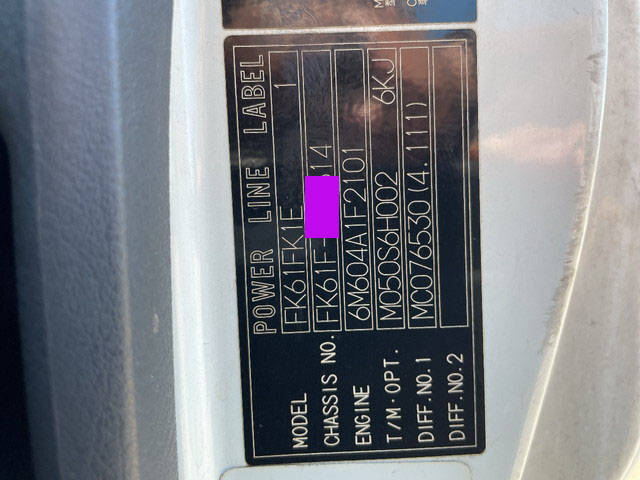 POWER LINE LABEL
MODEL FK61FK1E 1
CHASSIS NO. FK61F- 14
ENGINE 6M604A1F2101
T/M·OPT. M050S6H002 6KJ
DIFF.NO.1 MC076530(4.111)
DIFF.NO.2